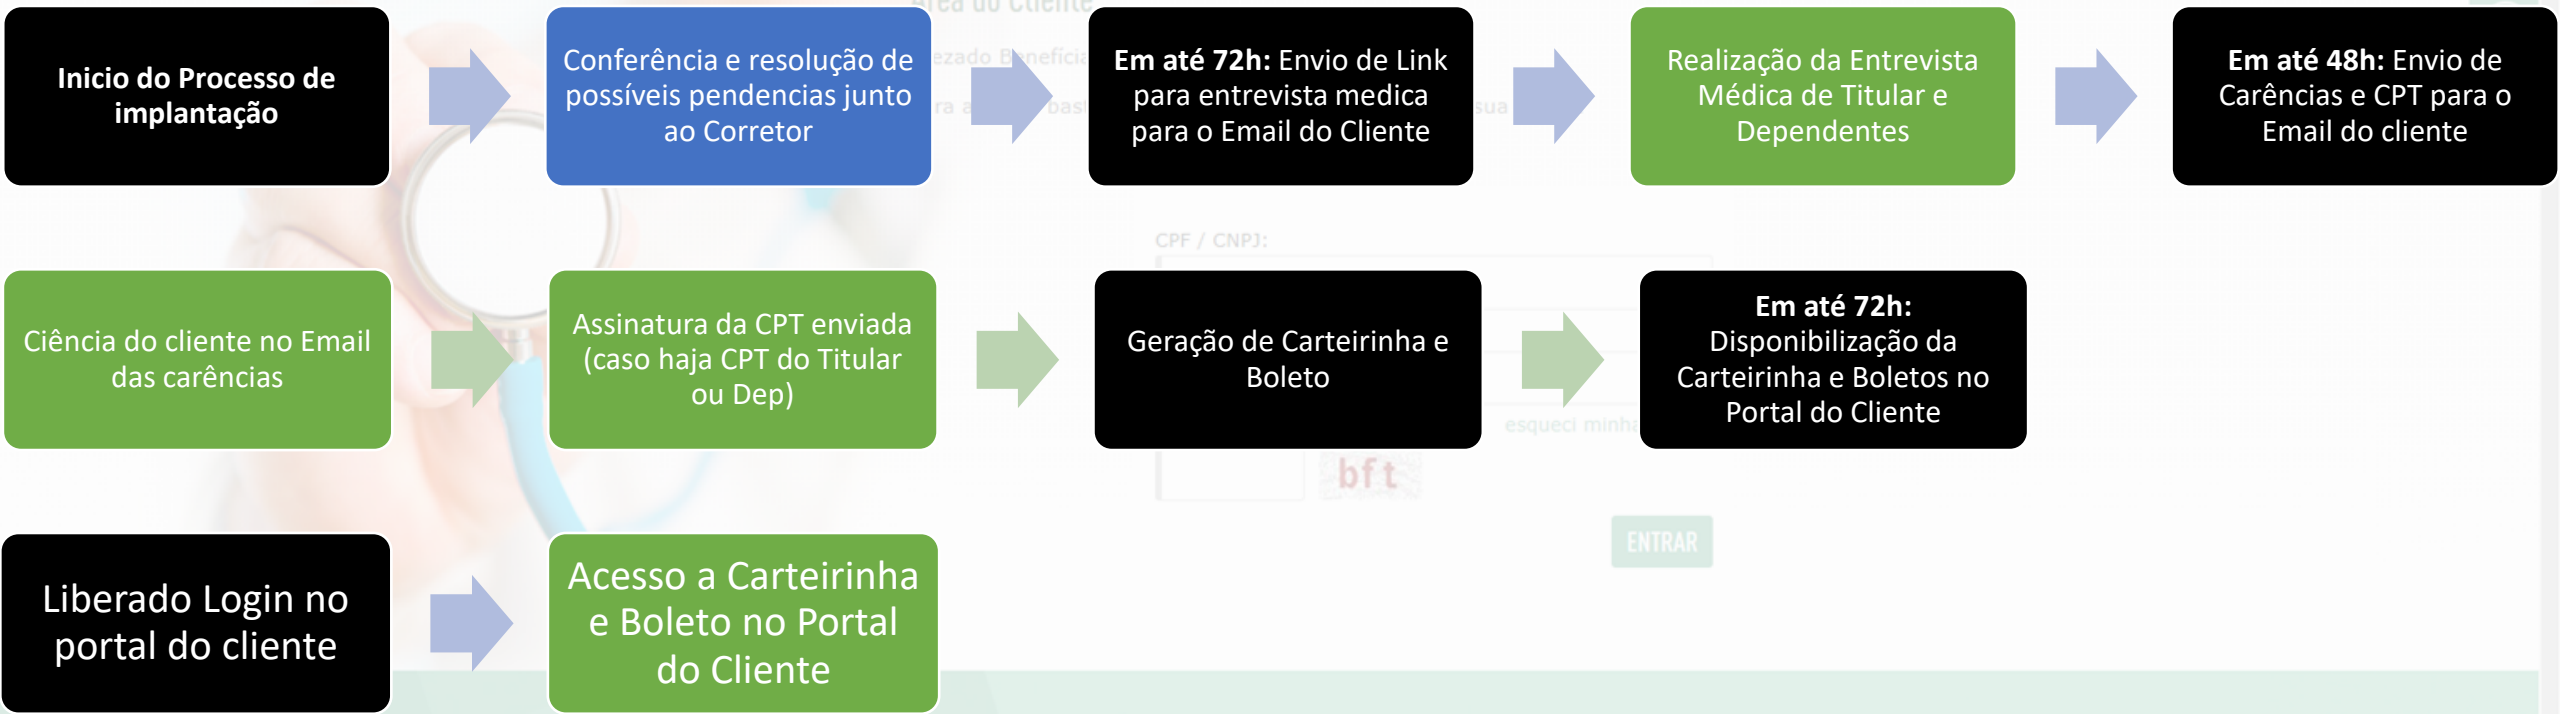 Área do Cliente
Inicio do Processo de
implantação
Conferência e resolução de
possíveis pendencias junto
ao Corretor
Em até 72h: Envio de Link
para entrevista medica
para o Email do Cliente
Realização da Entrevista
Médica de Titular e
Dependentes
Em até 48h: Envio de
Carências e CPT para o
Email do cliente
sua
CPF / CNPJ:
Ciência do cliente no Email
das carências
Assinatura da CPT enviada
(caso haja CPT do Titular
ou Dep)
Geração de Carteirinha e
Boleto
Em até 72h:
Disponibilização da
Carteirinha e Boletos no
Portal do Cliente
esqueci minha
bft
ENTRAR
Liberado Login no
portal do cliente
Acesso a Carteirinha
e Boleto no Portal
do Cliente